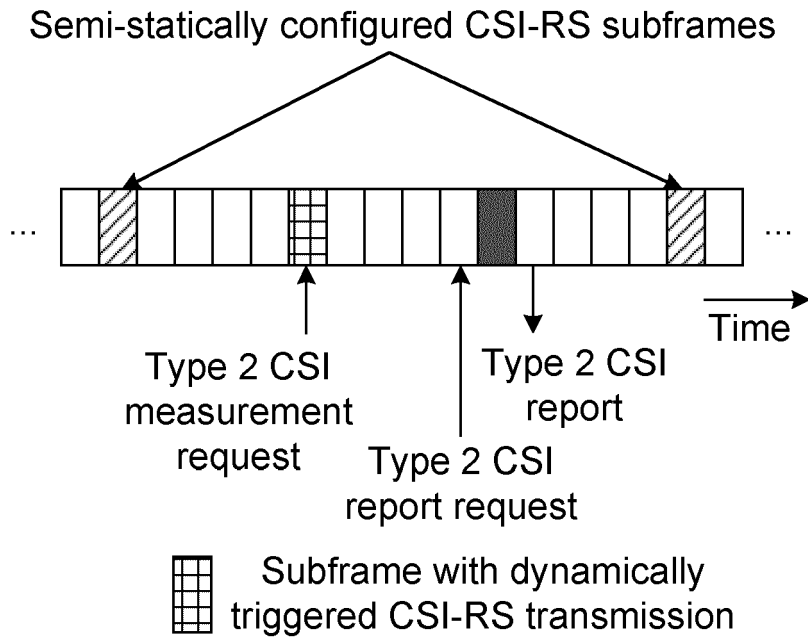 Semi-statically configured CSI-RS subframes
... ...
Time
Type 2 CSI
measurement
request
Type 2 CSI
report
Type 2 CSI
report request
Subframe with dynamically
triggered CSI-RS transmission